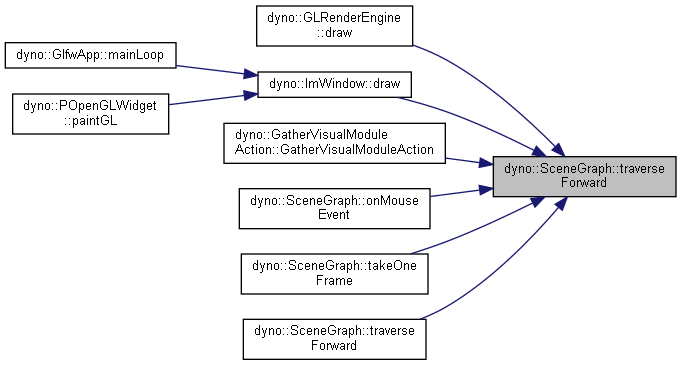 dyno::GLRenderEngine
::draw
dyno::GlfwApp::mainLoop
dyno::ImWindow::draw
dyno::POpenGLWidget
::paintGL
dyno::GatherVisualModule
Action::GatherVisualModuleAction
dyno::SceneGraph::traverse
Forward
dyno::SceneGraph::onMouse
Event
dyno::SceneGraph::takeOne
Frame
dyno::SceneGraph::traverse
Forward